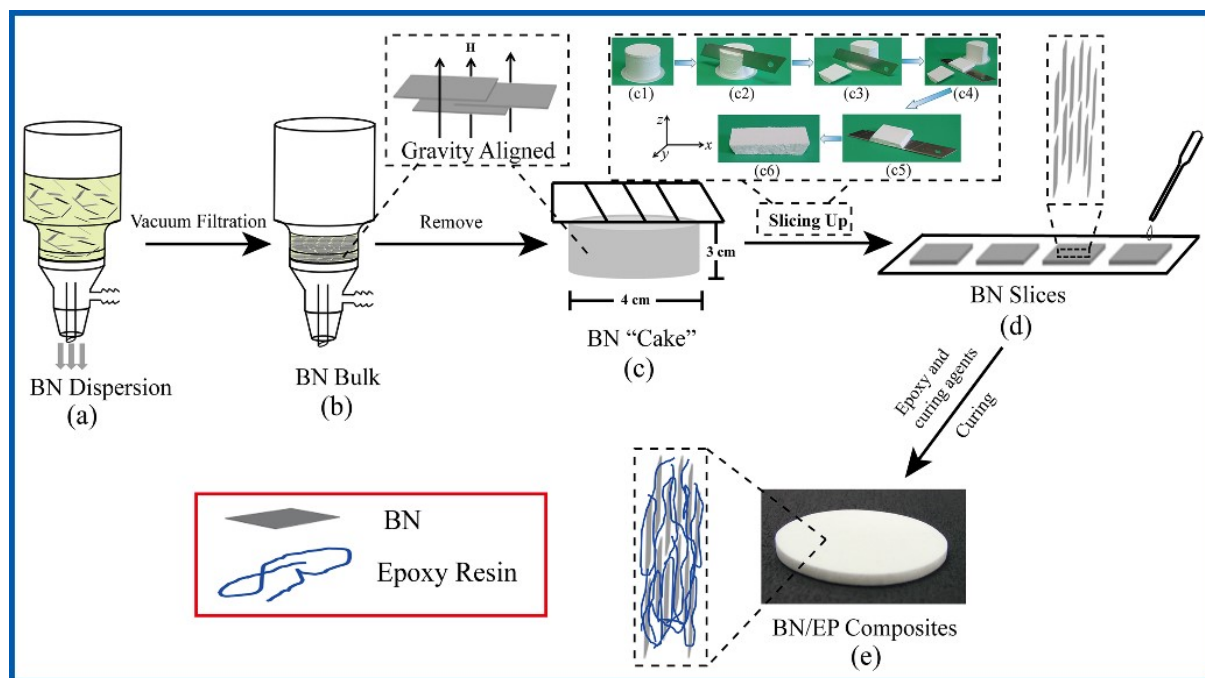 H
Gravity Aligned
(c1)
(c2)
(c3)
(c4)
z
x
y
(c6)
(c5)
Vacuum Filtration
Remove
Slicing Up
3 cm
4 cm
BN Dispersion
(a)
BN Bulk
(b)
BN “Cake”
(c)
BN Slices
(d)
Epoxy and
curing agents
Curing
BN
Epoxy Resin
BN/EP Composites
(e)